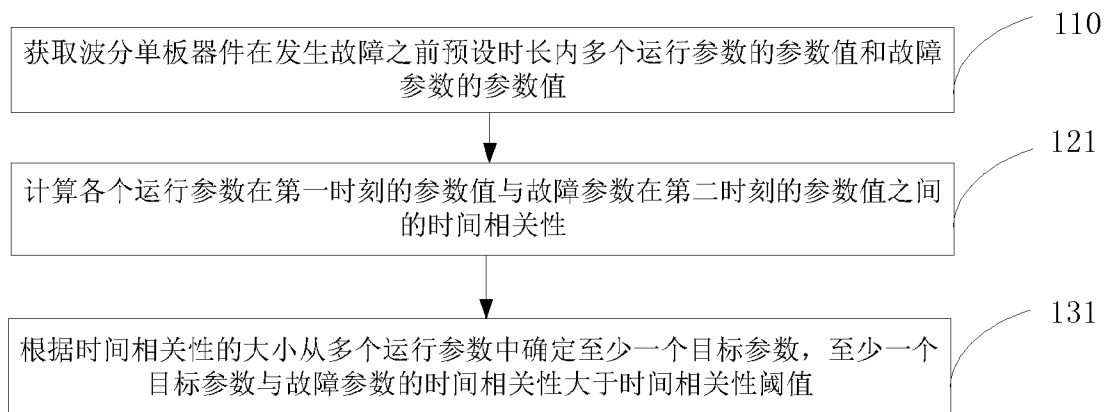 获取波分单板器件在发生故障之前预设时长内多个运行参数的参数值和故障
参数的参数值
110
计算各个运行参数在第一时刻的参数值与故障参数在第二时刻的参数值之间
的时间相关性
121
根据时间相关性的大小从多个运行参数中确定至少一个目标参数，至少一个
目标参数与故障参数的时间相关性大于时间相关性阈值
131